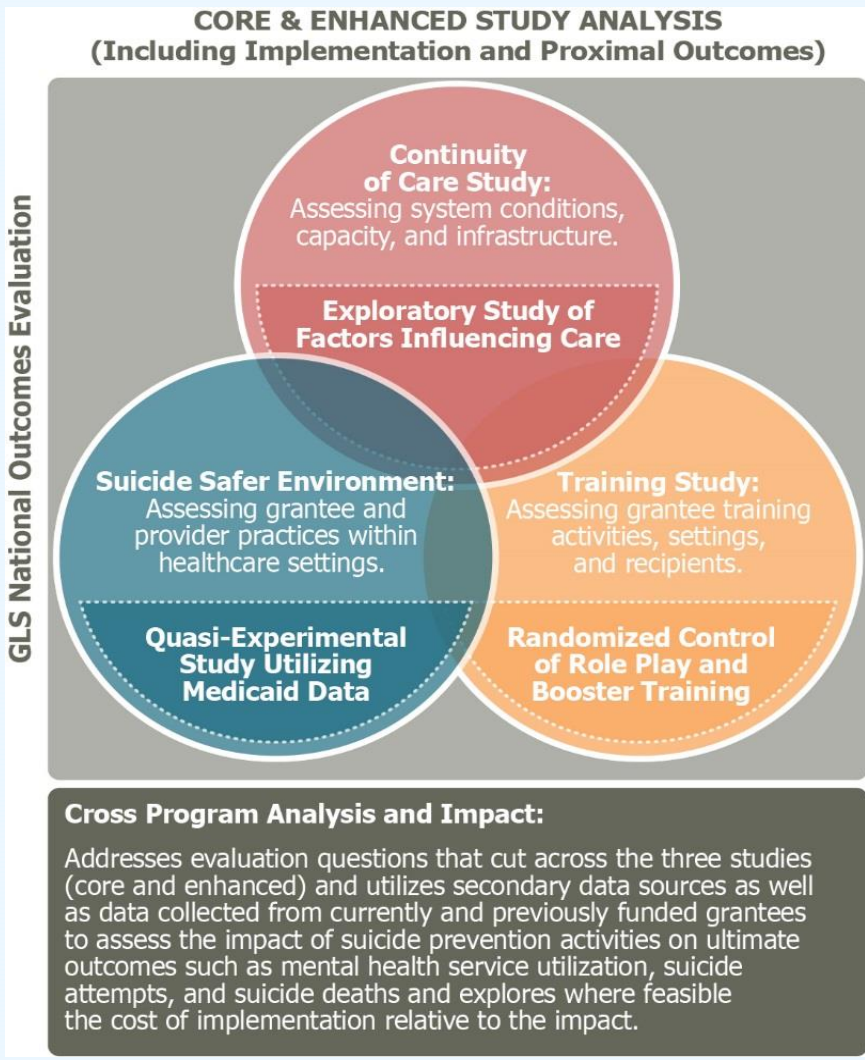 CORE & ENHANCED STUDY ANALYSIS
(Including Implementation and Proximal Outcomes)
GLS National Outcomes Evaluation
Continuity
of Care Study:
Assessing system conditions,
capacity, and infrastructure.
Exploratory Study of
Factors Influencing Care
Suicide Safer Environment:
Assessing grantee and
provider practices within
healthcare settings.
Quasi-Experimental
Study Utilizing
Medicaid Data
Training Study:
Assessing grantee training
activities, settings,
and recipients.
Randomized Control
of Role Play and
Booster Training
Cross Program Analysis and Impact:
Addresses evaluation questions that cut across the three studies
(core and enhanced) and utilizes secondary data sources as well
as data collected from currently and previously funded grantees
to assess the impact of suicide prevention activities on ultimate
outcomes such as mental health service utilization, suicide
attempts, and suicide deaths and explores where feasible
the cost of implementation relative to the impact.